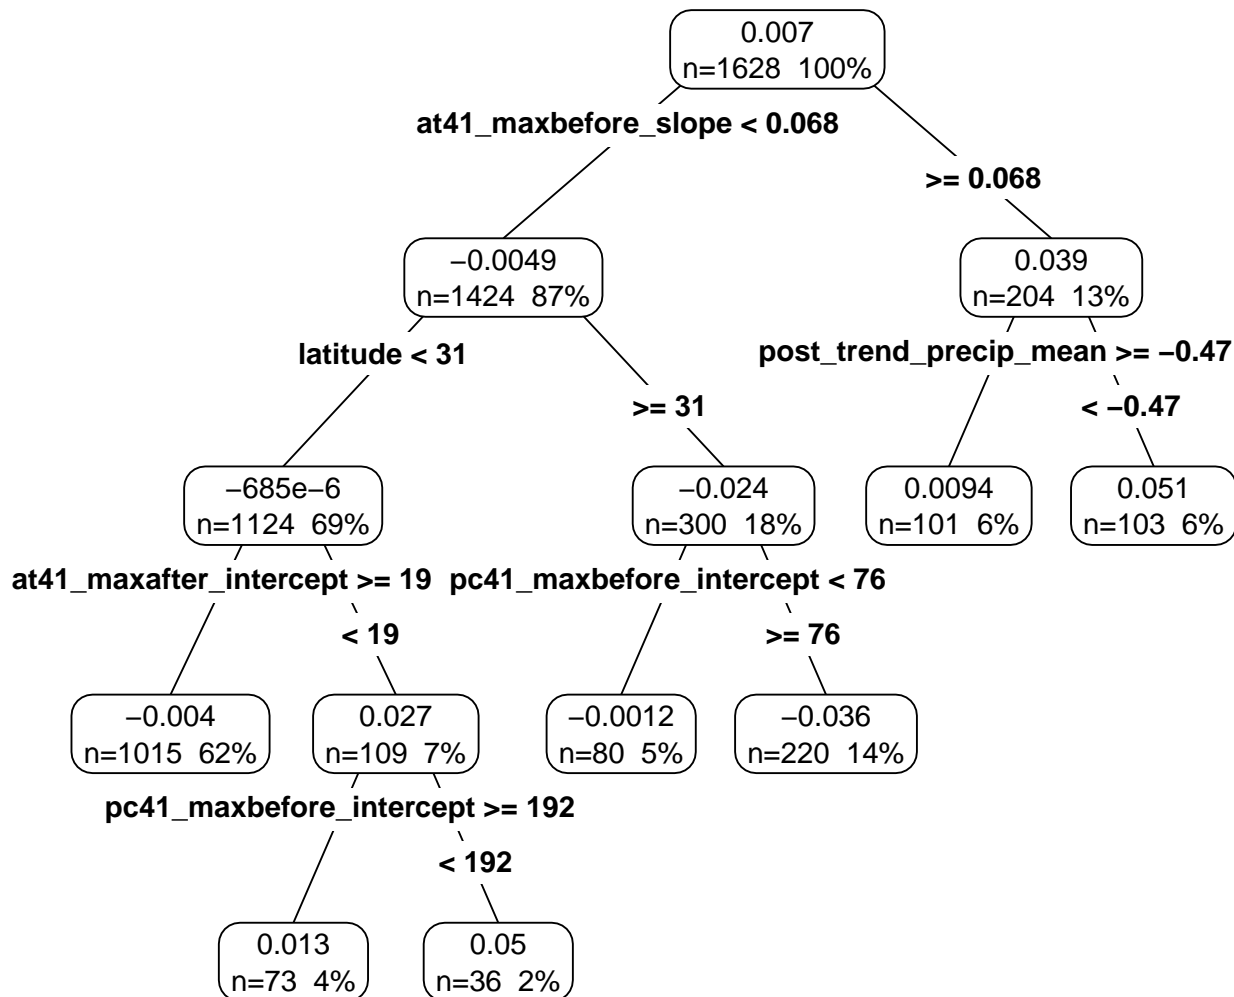 0.007
n=1628 100%
at41_maxbefore_slope < 0.068
>= 0.068
−0.0049
n=1424 87%
0.039
n=204 13%
latitude < 31
post_trend_precip_mean >= −0.47
>= 31
< −0.47
−685e−6
n=1124 69%
−0.024
n=300 18%
0.0094
n=101 6%
0.051
n=103 6%
at41_maxafter_intercept >= 19
pc41_maxbefore_intercept < 76
< 19
>= 76
−0.004
n=1015 62%
0.027
n=109 7%
−0.0012
n=80 5%
−0.036
n=220 14%
pc41_maxbefore_intercept >= 192
< 192
0.013
n=73 4%
0.05
n=36 2%